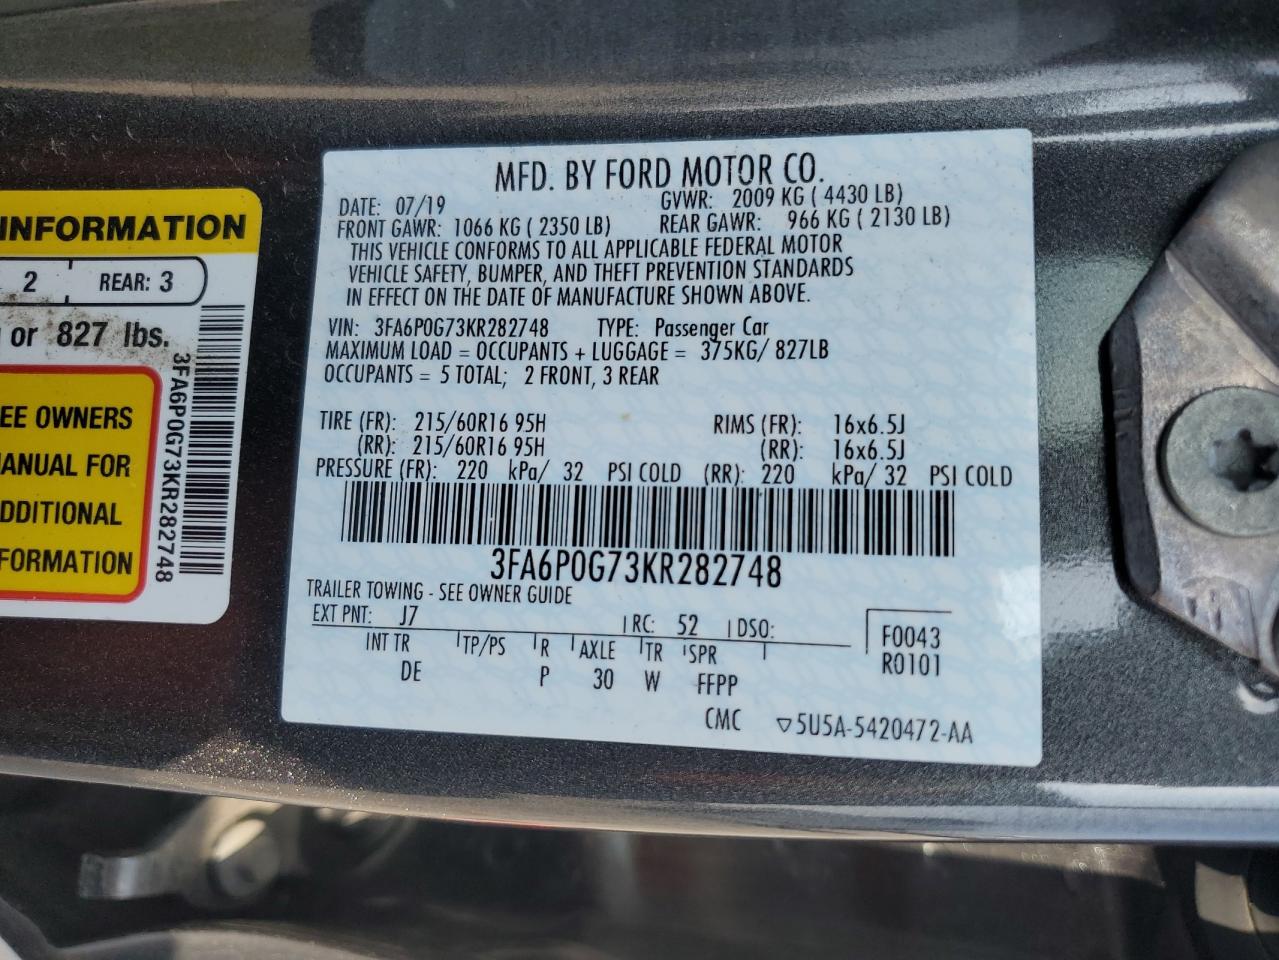 INFORMATION
2 REAR: 3
or 827 lbs.
3FA6P0G73KR282748
EE OWNERS
ANUAL FOR
DDITIONAL
FORMATION
MFD. BY FORD MOTOR CO.
DATE: 07/19 GVWR: 2009 KG ( 4430 LB)
FRONT GAWR: 1066 KG ( 2350 LB) REAR GAWR: 966 KG ( 2130 LB)
THIS VEHICLE CONFORMS TO ALL APPLICABLE FEDERAL MOTOR
VEHICLE SAFETY, BUMPER, AND THEFT PREVENTION STANDARDS
IN EFFECT ON THE DATE OF MANUFACTURE SHOWN ABOVE.
VIN: 3FA6P0G73KR282748 TYPE: Passenger Car
MAXIMUM LOAD = OCCUPANTS + LUGGAGE = 375KG/ 827LB
OCCUPANTS = 5 TOTAL; 2 FRONT, 3 REAR
TIRE (FR): 215/60R16 95H RIMS (FR): 16x6.5J
(RR): 215/60R16 95H (RR): 16x6.5J
PRESSURE (FR): 220 kPa/ 32 PSI COLD (RR): 220 kPa/ 32 PSI COLD
3FA6P0G73KR282748
TRAILER TOWING - SEE OWNER GUIDE
EXT PNT: J7 RC: 52 DSO: F0043
INT TR TP/PS R AXLE TR SPR R0101
DE P 30 W FFPP
CMC ▽5U5A-5420472-AA